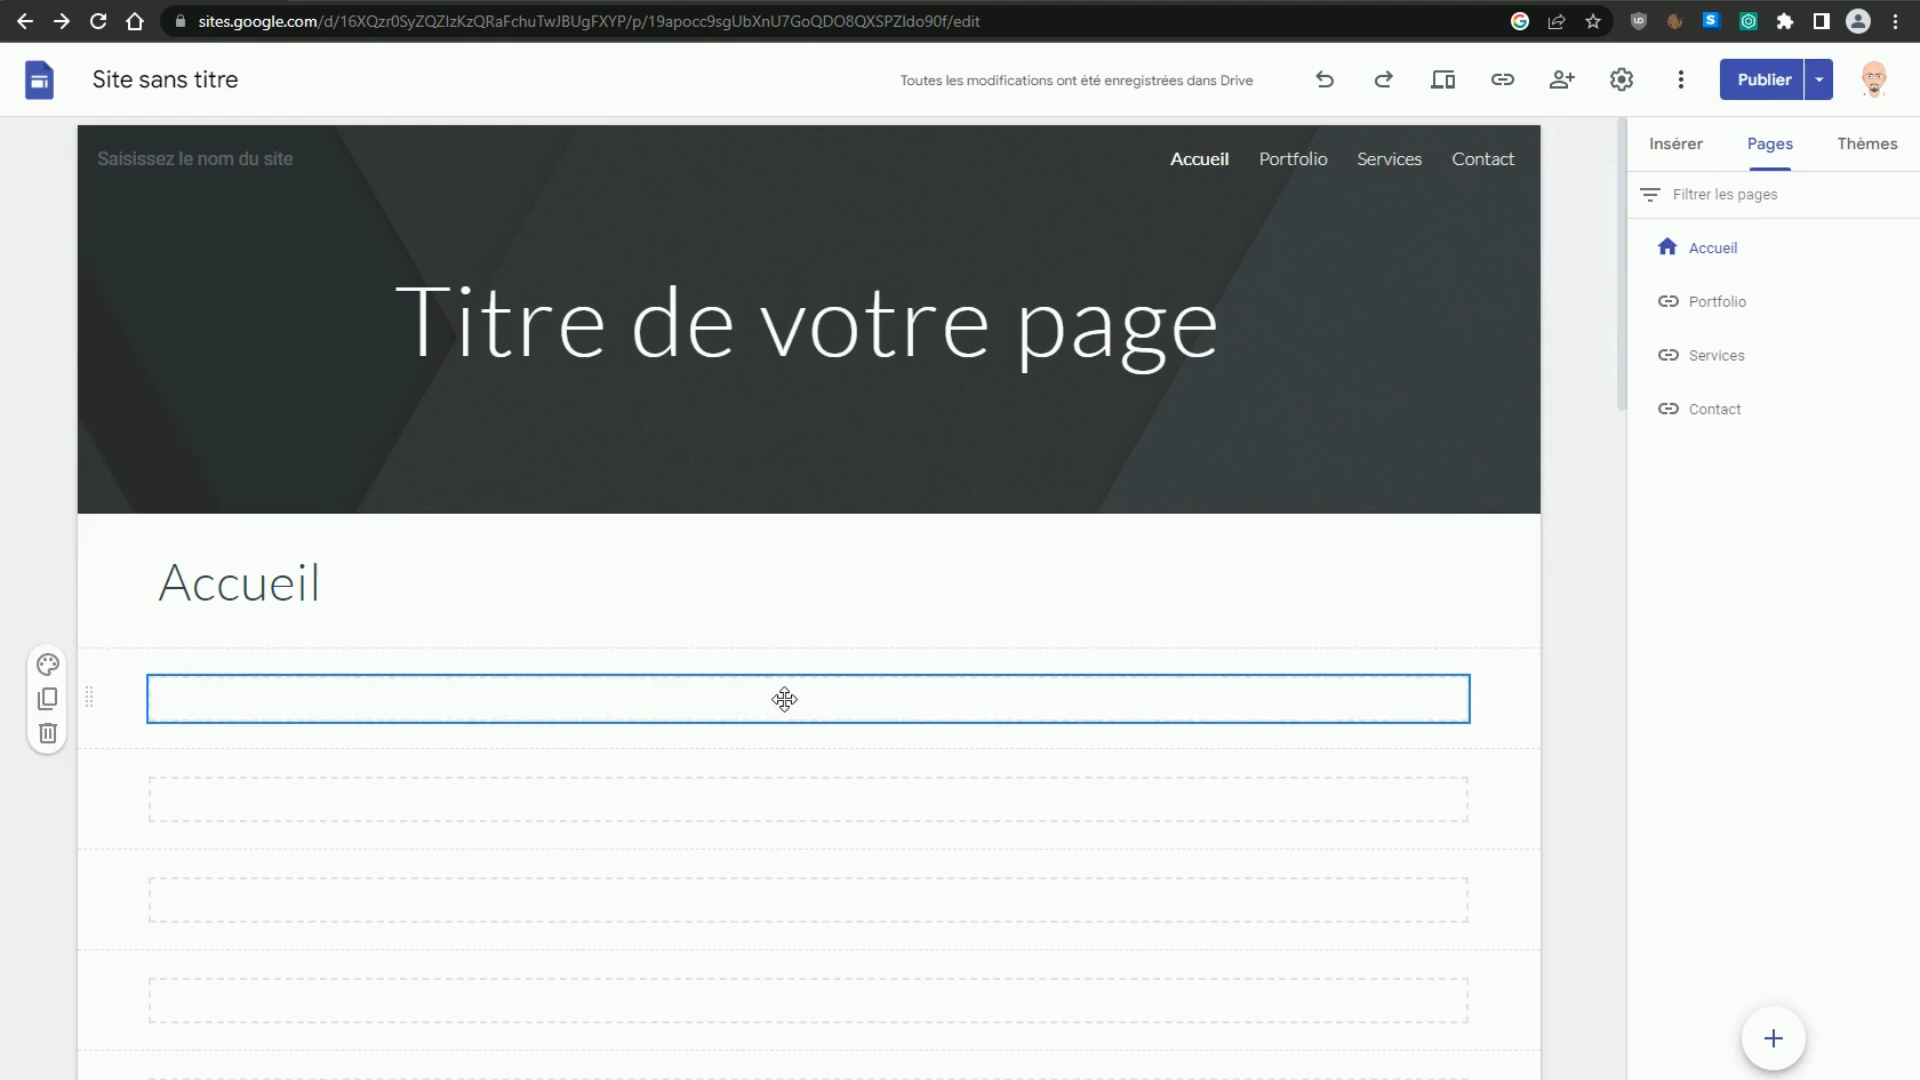 sites.google.com/d/16XQzr0SyZQZIzKzQRaFchuTwJBUgFXYP/p/19apocc9sgUbXnU7GoQDO8QXSPZIdo90f/edit
Site sans titre
Toutes les modifications ont été enregistrées dans Drive
Publier
Saisissez le nom du site
Accueil Portfolio Services Contact
Titre de votre page
Accueil
Insérer Pages Thèmes
Filtrer les pages
Accueil
Portfolio
Services
Contact